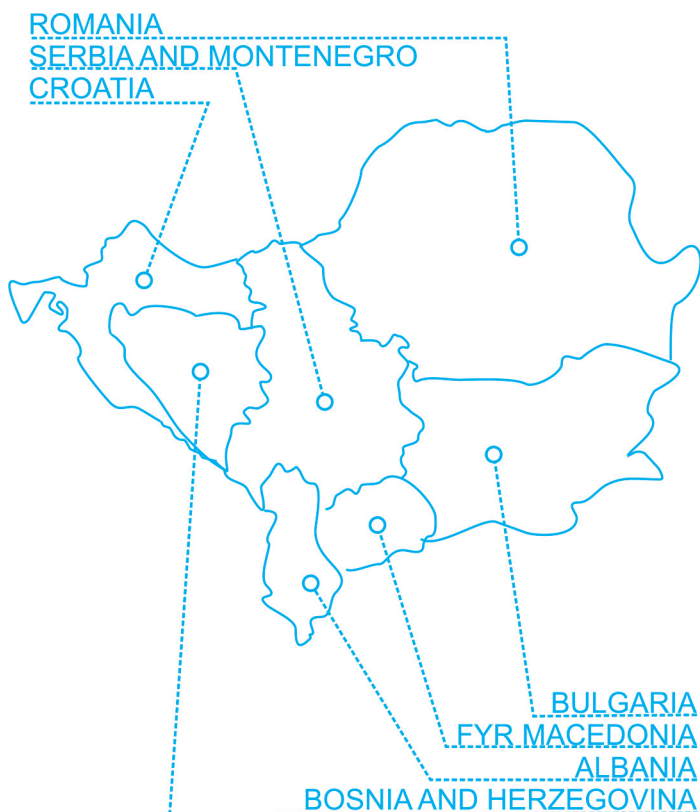 ROMANIA
SERBIA AND MONTENEGRO
CROATIA
BULGARIA
FYR MACEDONIA
ALBANIA
BOSNIA AND HERZEGOVINA